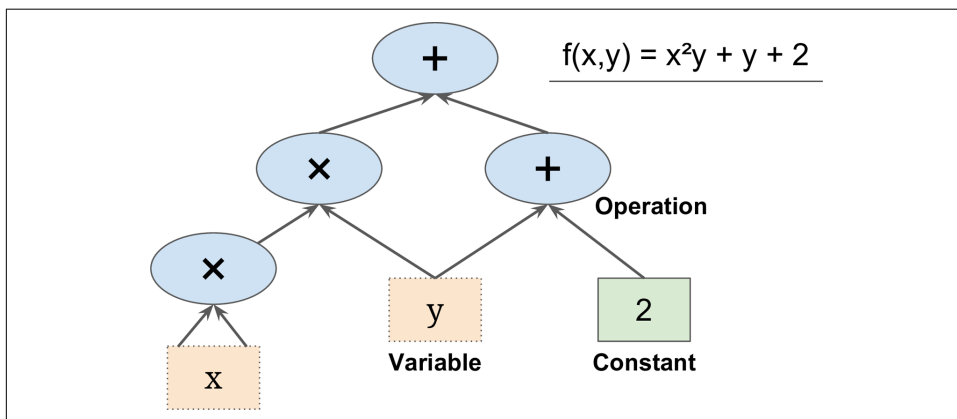 +
f(x,y) = x²y + y + 2
×
+
Operation
×
y
2
Variable
Constant
x